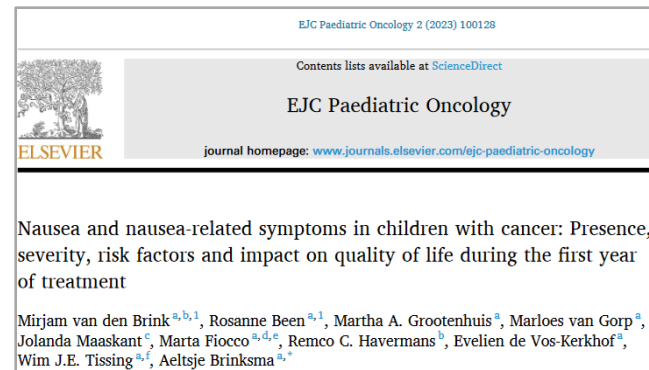 EJC Paediatric Oncology 2 (2023) 100128
Contents lists available at ScienceDirect
EJC Paediatric Oncology
ELSEVIER
journal homepage: www.journals.elsevier.com/ejc-paediatric-oncology
Nausea and nausea-related symptoms in children with cancer: Presence,
severity, risk factors and impact on quality of life during the first year
of treatment
Mirjam van den Brink a,b,1, Rosanne Been a,1, Martha A. Grootenhuis a, Marloes van Gorp a,
Jolanda Maaskant c, Marta Fiocco a,d,e, Remco C. Havermans b, Evelien de Vos-Kerkhof a,
Wim J.E. Tissing a,f, Aeltsje Brinksma a,*